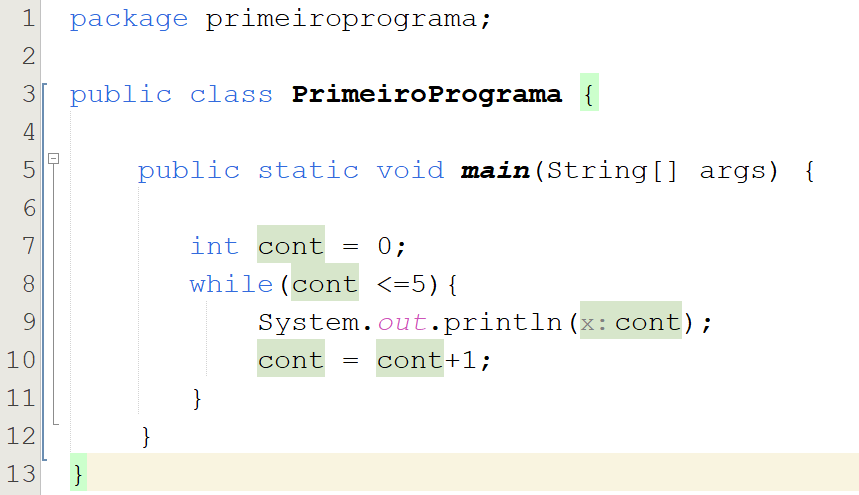 1 package primeiroprograma;
2
3 public class PrimeiroPrograma {
4
5 public static void main(String[] args) {
6
7 int cont = 0;
8 while(cont <=5){
9 System.out.println(x: cont);
10 cont = cont+1;
11 }
12 }
13 }